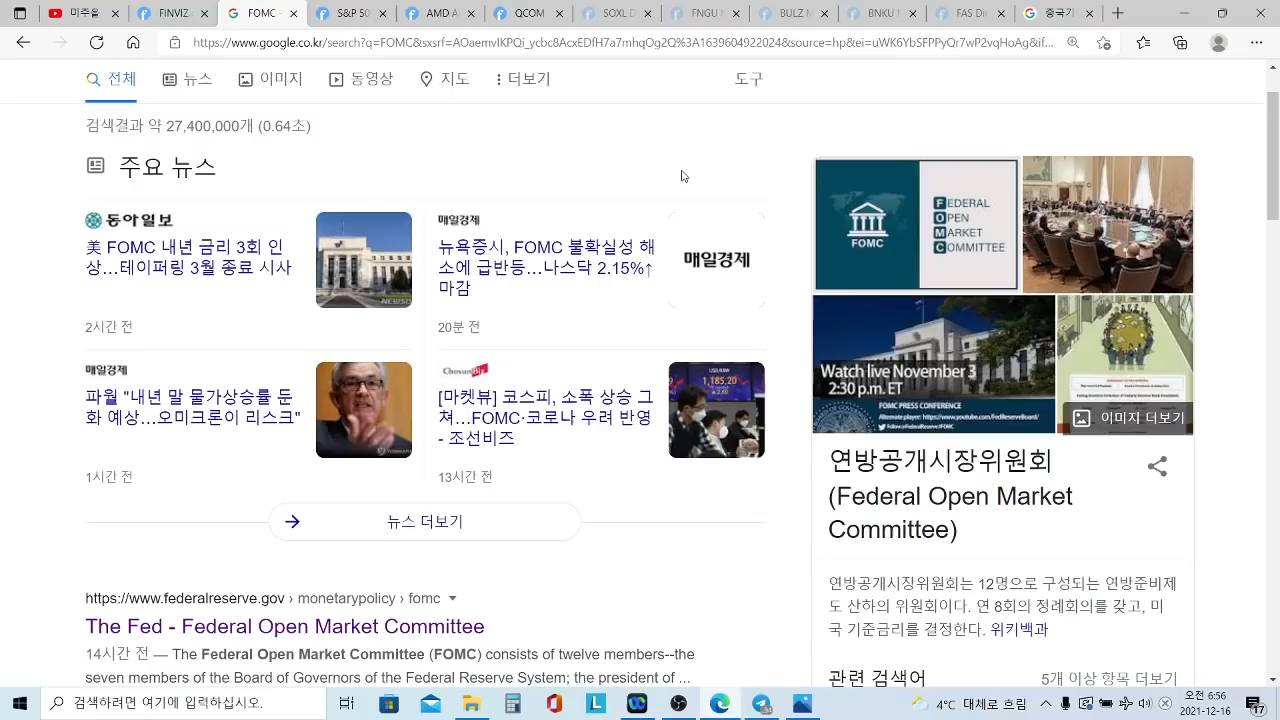 미국은
FOMC -
S&P 50
AMD A
QCOM
SOXL D
FNGU
BULZ N
BNKU
FAS Di
중국기
https://www.google.co.kr/search?q=FOMC&sxsrf=AOaemvIKPQi_ycbc8AcxEDfH7a7mhqOg2Q%3A1639604922024&source=hp&ei=uWK6YbSFPPyQr7wP2vqHoAg&if...
전체
뉴스
이미지
동영상
지도
더보기
도구
검색결과 약 27,400,000개 (0.64초)
주요 뉴스
동아일보
美 FOMC 내년 금리 3회 인
상…테이퍼링 3월 종료 시사
2시간 전
NEWSIS
매일경제
뉴욕증시, FOMC 불확실성 해
소에 급반등…나스닥 2.15%↑
마감
20분 전
매일경제
매일경제
파월 "내년 말 물가상승률 둔
화 예상…오미크론 리스크"
1시간 전
Chosun
[마켓뷰] 코스피, 소폭 상승 그
쳐…FOMC·코로나 우려 반영
- 조선비즈
13시간 전
1,185.20
뉴스 더보기
https://www.federalreserve.gov › monetarypolicy › fomc
The Fed - Federal Open Market Committee
14시간 전 — The Federal Open Market Committee (FOMC) consists of twelve members--the
seven members of the Board of Governors of the Federal Reserve System; the president of ...
FOMC
FEDERAL
OPEN
MARKET
COMMITTEE
Watch live November 3
2:30 p.m. ET
FOMC PRESS CONFERENCE
Alternate player: https://www.youtube.com/FedReserveBoard/
Follow @FederalReserve #FOMC
이미지 더보기
연방공개시장위원회
(Federal Open Market
Committee)
연방공개시장위원회는 12명으로 구성되는 연방준비제
도 산하의 위원회이다. 연 8회의 정례회의를 갖고, 미
국 기준금리를 결정한다. 위키백과
관련 검색어
5개 이상 항목 더보기
검색하려면 여기에 입력하십시오.
4°C 대체로 흐림
오전 6:56
2021-12-16